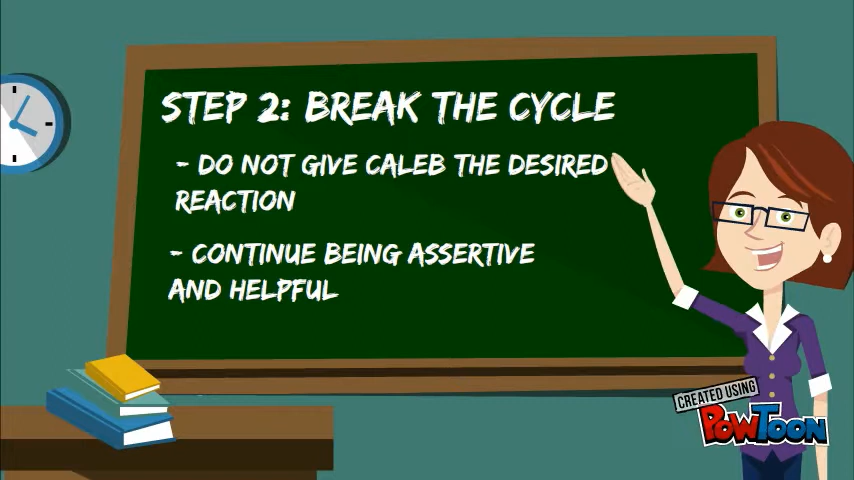 STEP 2: BREAK THE CYCLE
- DO NOT GIVE CALEB THE DESIRED
REACTION
- CONTINUE BEING ASSERTIVE
AND HELPFUL
CREATED USING
POWTOON